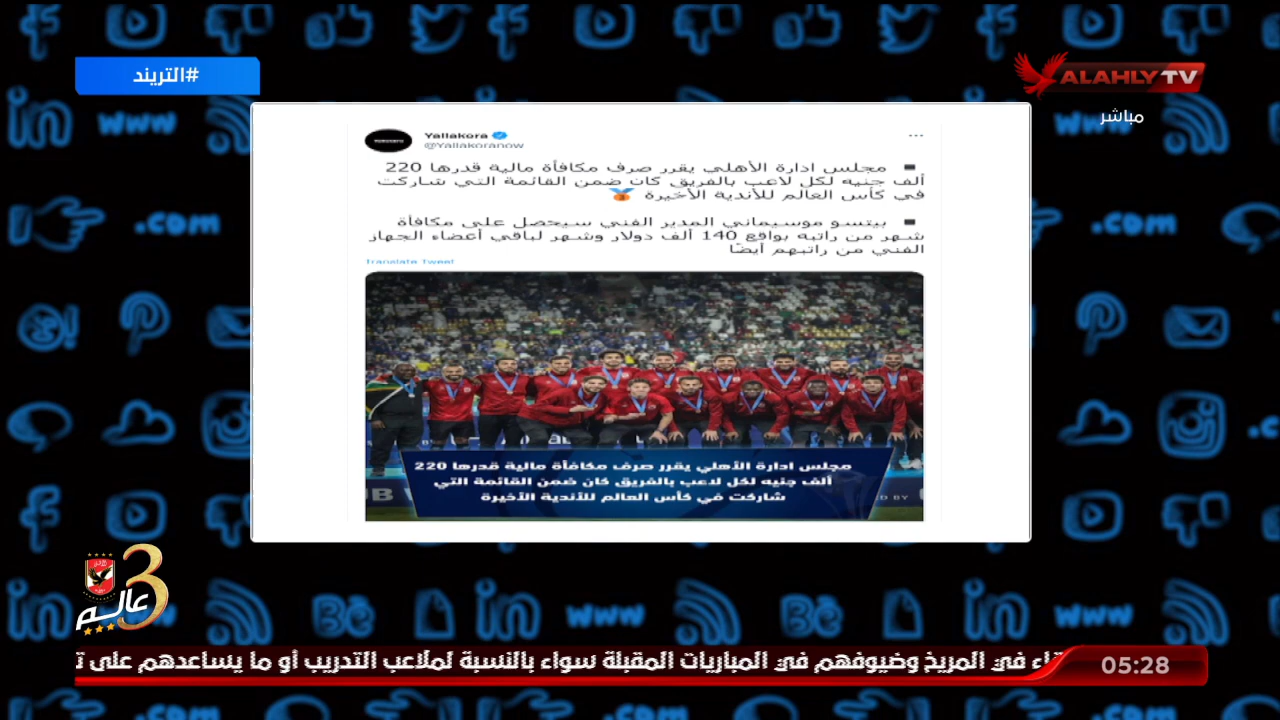 #التريند
ALAHLY TV
مباشر
Yallakora
@Yallakoranow
مجلس ادارة الأهلي يقرر صرف مكافأة مالية قدرها 220
ألف جنيه لكل لاعب بالفريق كان ضمن القائمة التي شاركت
في كأس العالم للأندية الأخيرة
بيتسو موسيماني المدير الفني سيحصل على مكافأة
شهر من راتبه بواقع 140 ألف دولار وشهر لباقي أعضاء الجهاز
الفني من راتبهم أيضًا
Translate Tweet
مجلس ادارة الأهلي يقرر صرف مكافأة مالية قدرها 220
ألف جنيه لكل لاعب بالفريق كان ضمن القائمة التي
شاركت في كأس العالم للأندية الأخيرة
3 عالم
في المريخ وضيوفهم في المباريات المقبلة سواء بالنسبة لملاعب التدريب أو ما يساعدهم على
05:28